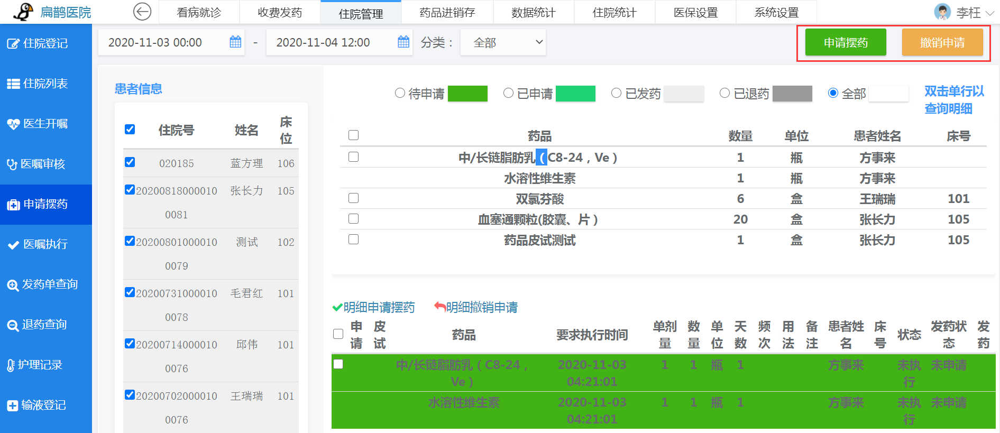 扁鹊医院
看病就诊 收费发药 住院管理 药品进销存 数据统计 住院统计 医保设置 系统设置
李枉
住院登记
住院列表
医生开嘱
医嘱审核
申请摆药
医嘱执行
发药单查询
退药查询
护理记录
输液登记
2020-11-03 00:00 - 2020-11-04 12:00 分类： 全部
申请摆药 撤销申请
患者信息
住院号 姓名 床位
020185 蓝方理 106
20200818000010 张长力 105
0081
20200801000010 测试 102
0079
20200731000010 毛君红 101
0078
20200714000010 邱伟 101
0076
20200702000010 王瑞瑞 101
0076
待申请 已申请 已发药 已退药 全部
双击单行以
查询明细
药品 数量 单位 患者姓名 床号
中/长链脂肪乳（C8-24，Ve） 1 瓶 方事来
水溶性维生素 1 瓶 方事来
双氯芬酸 6 盒 王瑞瑞 101
血塞通颗粒(胶囊、片） 20 盒 张长力 105
药品皮试测试 1 盒 张长力 105
明细申请摆药 明细撤销申请
申请 皮试 药品 要求执行时间 单剂量 数量 单位 天数 频次 用法 备注 患者姓名 床号 状态 发药状态 发药
中/长链脂肪乳（C8-24， 2020-11-03 1 1 瓶 1 方事来 未执 未申请
Ve） 04:21:01 行
水溶性维生素 2020-11-03 1 1 瓶 1 方事来 未执 未申请
04:21:01 行